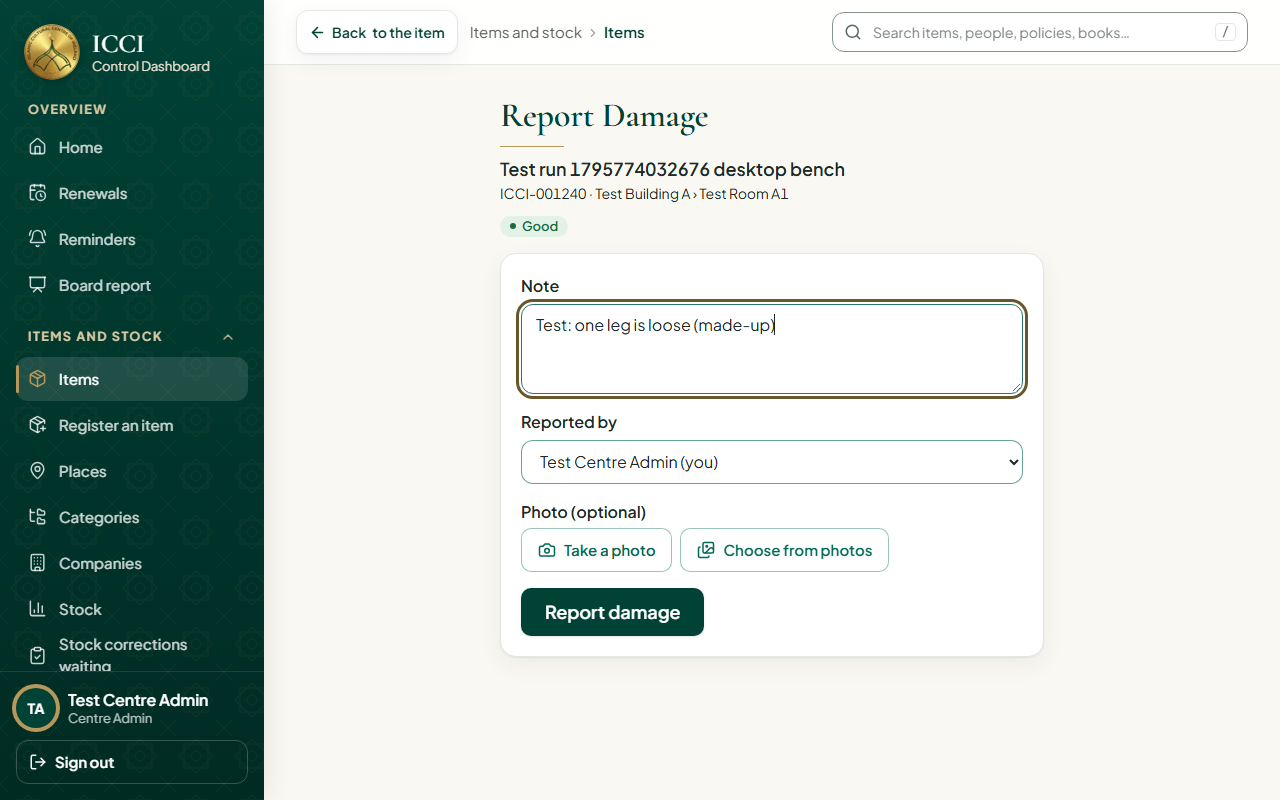 ICCI
Control Dashboard
OVERVIEW
Home
Renewals
Reminders
Board report
ITEMS AND STOCK
Items
Register an item
Places
Categories
Companies
Stock
Stock corrections
waiting
TA
Test Centre Admin
Centre Admin
Sign out
Back to the item
Items and stock › Items
Search items, people, policies, books…
/
Report Damage
Test run 1795774032676 desktop bench
ICCI-001240 · Test Building A › Test Room A1
Good
Note
Test: one leg is loose (made-up)
Reported by
Test Centre Admin (you)
Photo (optional)
Take a photo
Choose from photos
Report damage